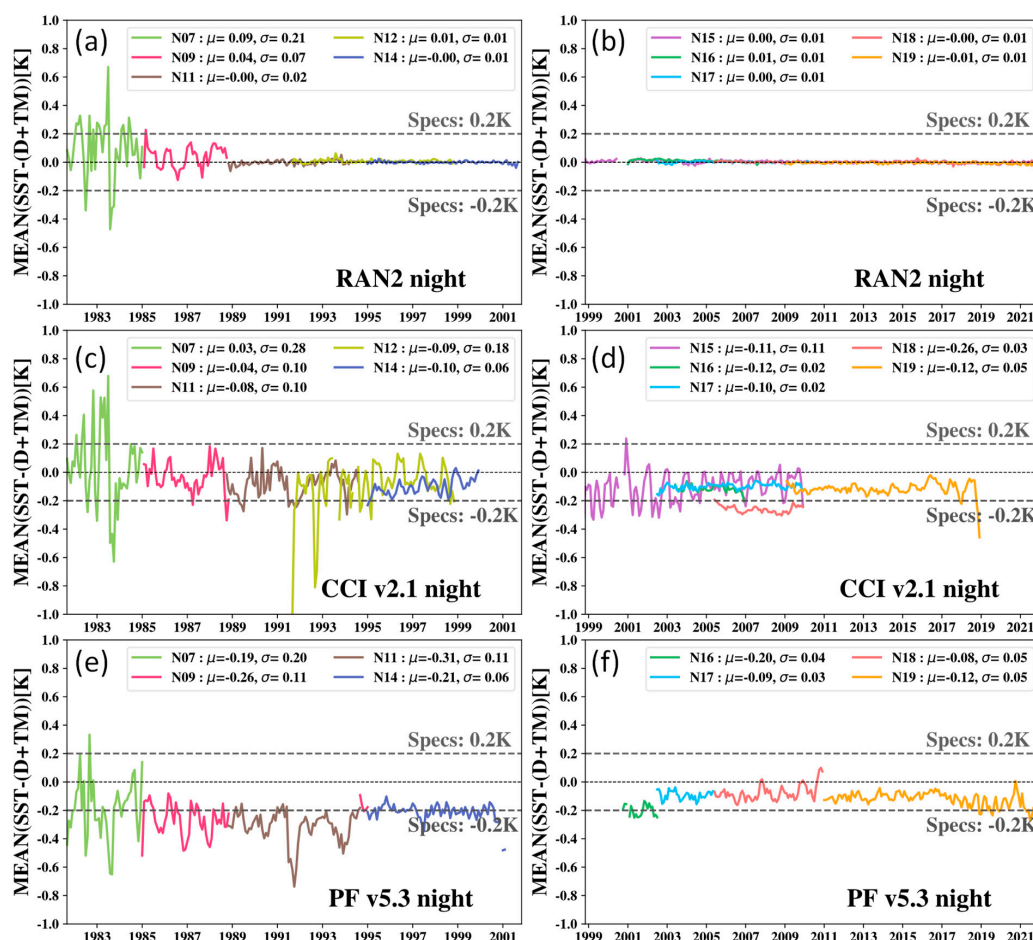 (a)
N07 : μ= 0.09, σ= 0.21
N09 : μ= 0.04, σ= 0.07
N11 : μ=-0.00, σ= 0.02
N12 : μ= 0.01, σ= 0.01
N14 : μ=-0.00, σ= 0.01
MEAN(SST-(D+TM))[K]
1.0
0.8
0.6
0.4
0.2
0.0
-0.2
-0.4
-0.6
-0.8
-1.0
Specs: 0.2K
Specs: -0.2K
RAN2 night
1983 1985 1987 1989 1991 1993 1995 1997 1999 2001
(b)
N15 : μ= 0.00, σ= 0.01
N16 : μ= 0.01, σ= 0.01
N17 : μ= 0.00, σ= 0.01
N18 : μ=-0.00, σ= 0.01
N19 : μ=-0.01, σ= 0.01
MEAN(SST-(D+TM))[K]
1.0
0.8
0.6
0.4
0.2
0.0
-0.2
-0.4
-0.6
-0.8
-1.0
Specs: 0.2K
Specs: -0.2K
RAN2 night
1999 2001 2003 2005 2007 2009 2011 2013 2015 2017 2019 2021
(c)
N07 : μ= 0.03, σ= 0.28
N09 : μ=-0.04, σ= 0.10
N11 : μ=-0.08, σ= 0.10
N12 : μ=-0.09, σ= 0.18
N14 : μ=-0.10, σ= 0.06
MEAN(SST-(D+TM))[K]
1.0
0.8
0.6
0.4
0.2
0.0
-0.2
-0.4
-0.6
-0.8
-1.0
Specs: 0.2K
Specs: -0.2K
CCI v2.1 night
1983 1985 1987 1989 1991 1993 1995 1997 1999 2001
(d)
N15 : μ=-0.11, σ= 0.11
N16 : μ=-0.12, σ= 0.02
N17 : μ=-0.10, σ= 0.02
N18 : μ=-0.26, σ= 0.03
N19 : μ=-0.12, σ= 0.05
MEAN(SST-(D+TM))[K]
1.0
0.8
0.6
0.4
0.2
0.0
-0.2
-0.4
-0.6
-0.8
-1.0
Specs: 0.2K
Specs: -0.2K
CCI v2.1 night
1999 2001 2003 2005 2007 2009 2011 2013 2015 2017 2019 2021
(e)
N07 : μ=-0.19, σ= 0.20
N09 : μ=-0.26, σ= 0.11
N11 : μ=-0.31, σ= 0.11
N14 : μ=-0.21, σ= 0.06
MEAN(SST-(D+TM))[K]
1.0
0.8
0.6
0.4
0.2
0.0
-0.2
-0.4
-0.6
-0.8
-1.0
Specs: 0.2K
Specs: -0.2K
PF v5.3 night
1983 1985 1987 1989 1991 1993 1995 1997 1999 2001
(f)
N16 : μ=-0.20, σ= 0.04
N17 : μ=-0.09, σ= 0.03
N18 : μ=-0.08, σ= 0.05
N19 : μ=-0.12, σ= 0.05
MEAN(SST-(D+TM))[K]
1.0
0.8
0.6
0.4
0.2
0.0
-0.2
-0.4
-0.6
-0.8
-1.0
Specs: 0.2K
Specs: -0.2K
PF v5.3 night
1999 2001 2003 2005 2007 2009 2011 2013 2015 2017 2019 2021